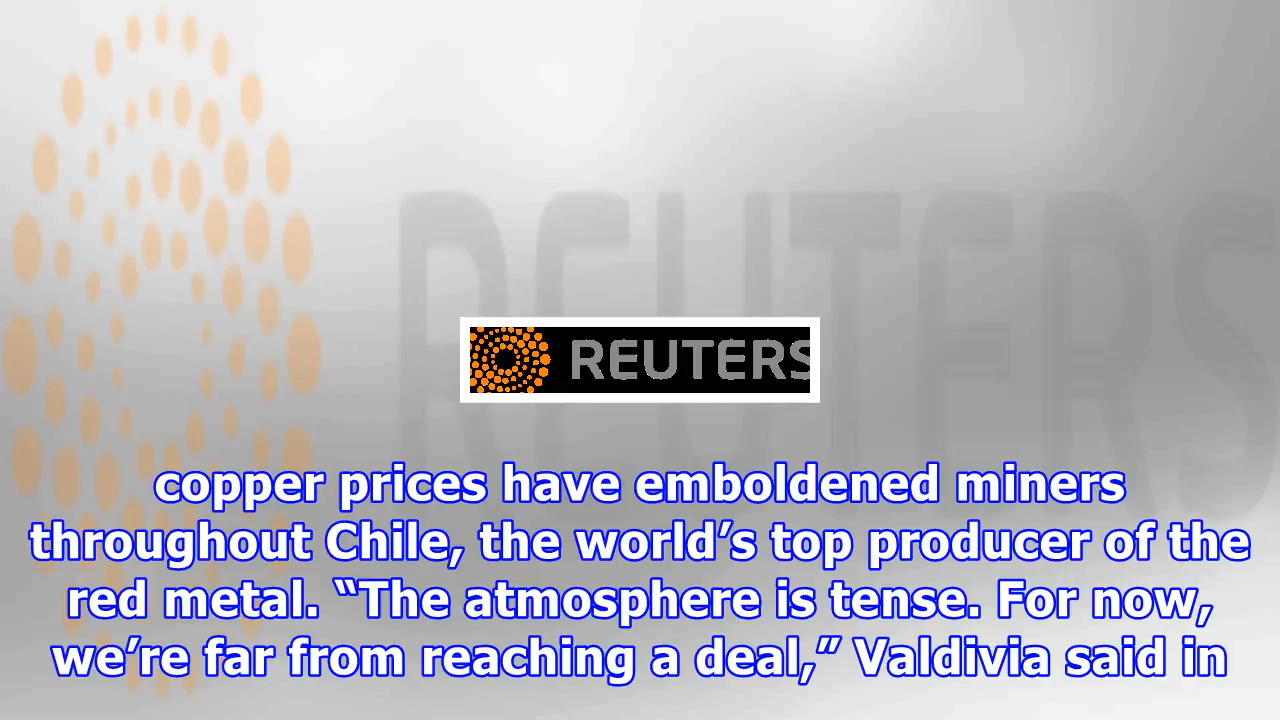 REUTERS
REUTERS
copper prices have emboldened miners
throughout Chile, the world’s top producer of the
red metal. “The atmosphere is tense. For now,
we’re far from reaching a deal,” Valdivia said in